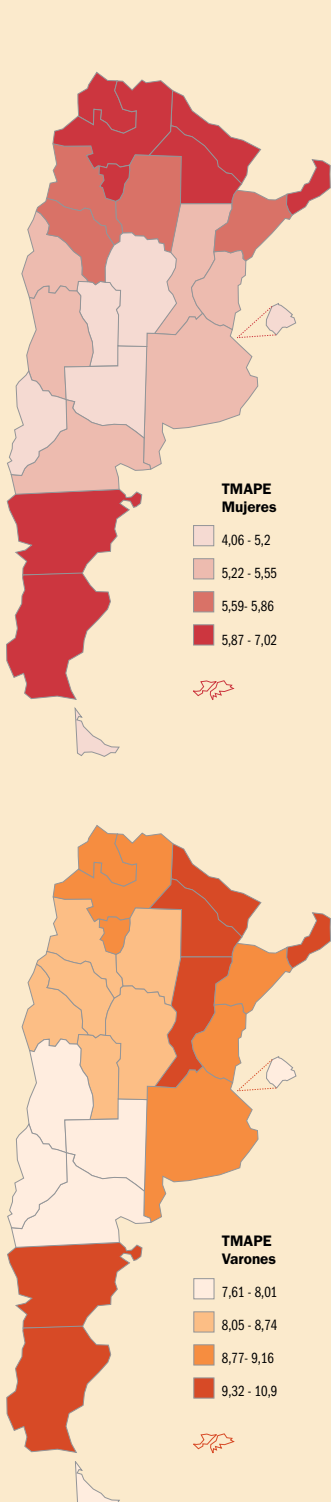 TMAPE
Mujeres
4,06 - 5,2
5,22 - 5,55
5,59- 5,86
5,87 - 7,02
TMAPE
Varones
7,61 - 8,01
8,05 - 8,74
8,77- 9,16
9,32 - 10,9